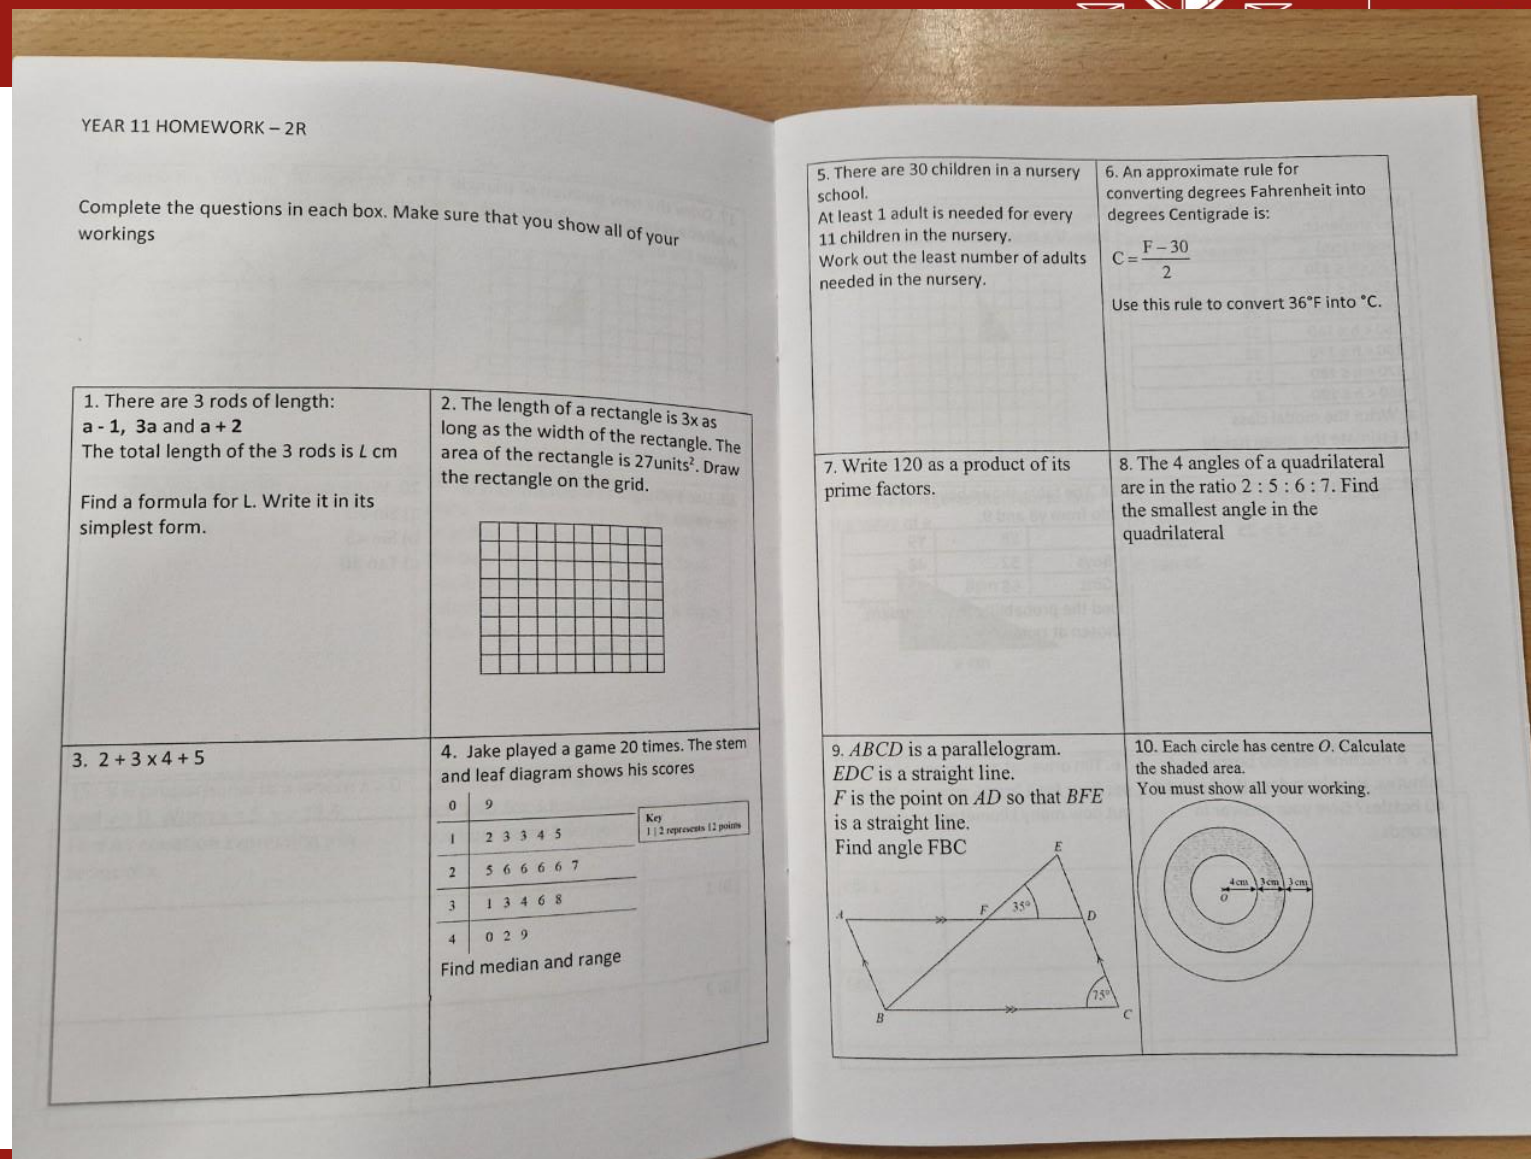 YEAR 11 HOMEWORK – 2R
Complete the questions in each box. Make sure that you show all of your
workings
1. There are 3 rods of length:
a - 1, 3a and a + 2
The total length of the 3 rods is L cm
Find a formula for L. Write it in its
simplest form.
2. The length of a rectangle is 3x as
long as the width of the rectangle. The
area of the rectangle is 27units². Draw
the rectangle on the grid.
3. 2 + 3 x 4 + 5
4. Jake played a game 20 times. The stem
and leaf diagram shows his scores
0 | 9
1 | 2 3 3 4 5
2 | 5 6 6 6 6 7
3 | 1 3 4 6 8
4 | 0 2 9
Key
1 | 2 represents 12 points
Find median and range
5. There are 30 children in a nursery
school.
At least 1 adult is needed for every
11 children in the nursery.
Work out the least number of adults
needed in the nursery.
6. An approximate rule for
converting degrees Fahrenheit into
degrees Centigrade is:
C = F – 30
2
Use this rule to convert 36°F into °C.
7. Write 120 as a product of its
prime factors.
8. The 4 angles of a quadrilateral
are in the ratio 2 : 5 : 6 : 7. Find
the smallest angle in the
quadrilateral
9. ABCD is a parallelogram.
EDC is a straight line.
F is the point on AD so that BFE
is a straight line.
Find angle FBC
E
A
F
35°
D
75°
B
C
10. Each circle has centre O. Calculate
the shaded area.
You must show all your working.
4cm 3cm 3cm
O